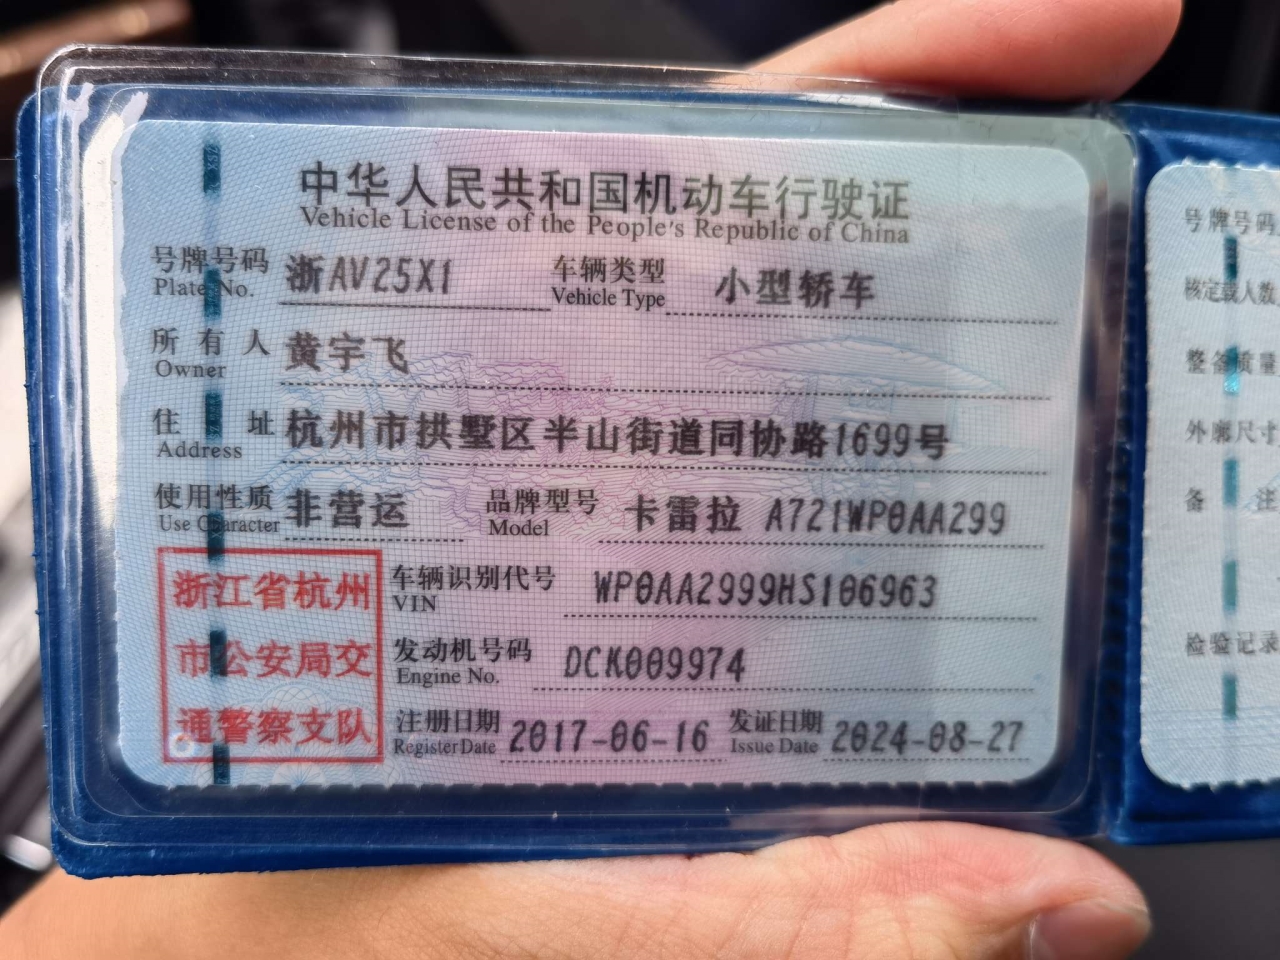 中华人民共和国机动车行驶证
Vehicle License of the People's Republic of China
号牌号码 浙AV25X1 车辆类型 小型轿车
Plate No. Vehicle Type
所有人 黄宇飞
Owner
住址 杭州市拱墅区半山街道同协路1699号
Address
使用性质 非营运 品牌型号 卡雷拉 A721WP0AA299
Use Character Model
浙江省杭州
市公安局交
通警察支队
车辆识别代号 WP0AA2999HS106963
VIN
发动机号码 DCK009974
Engine No.
注册日期 2017-06-16 发证日期 2024-08-27
Register Date Issue Date
号牌号码
核定载人数
整备质量
外廓尺寸
备注
检验记录